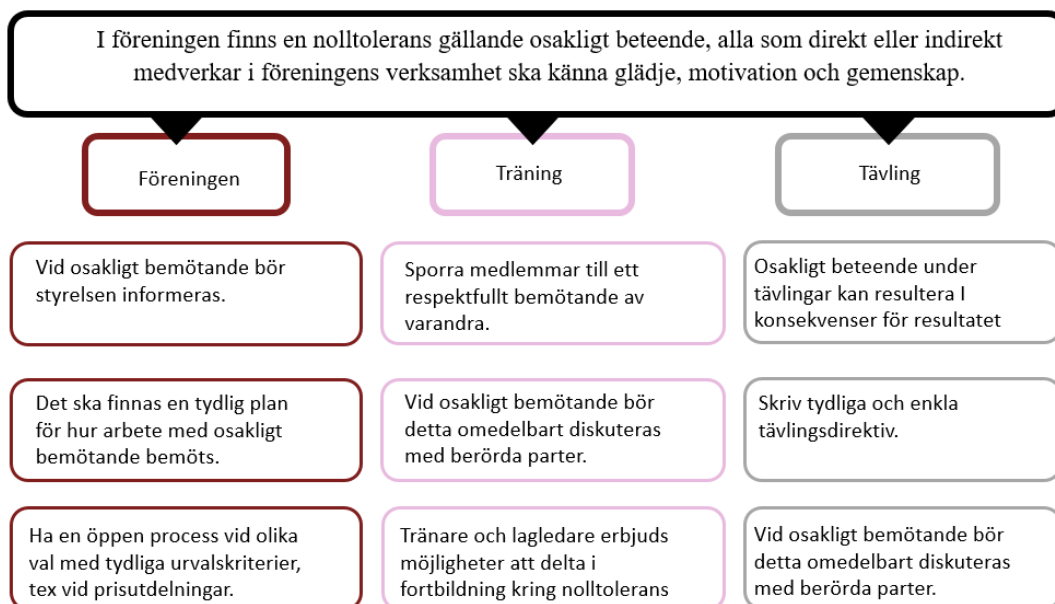 I föreningen finns en nolltolerans gällande osakligt beteende, alla som direkt eller indirekt
medverkar i föreningens verksamhet ska känna glädje, motivation och gemenskap.
Föreningen
Träning
Tävling
Vid osakligt bemötande bör
styrelsen informeras.
Sporra medlemmar till ett
respektfullt bemötande av
varandra.
Osakligt beteende under
tävlingar kan resultera I
konsekvenser för resultatet
Det ska finnas en tydlig plan
för hur arbete med osakligt
bemötande bemöts.
Vid osakligt bemötande bör
detta omedelbart diskuteras
med berörda parter.
Skriv tydliga och enkla
tävlingsdirektiv.
Ha en öppen process vid olika
val med tydliga urvalskriterier,
tex vid prisutdelningar.
Tränare och lagledare erbjuds
möjligheter att delta i
fortbildning kring nolltolerans
Vid osakligt bemötande bör
detta omedelbart diskuteras
med berörda parter.